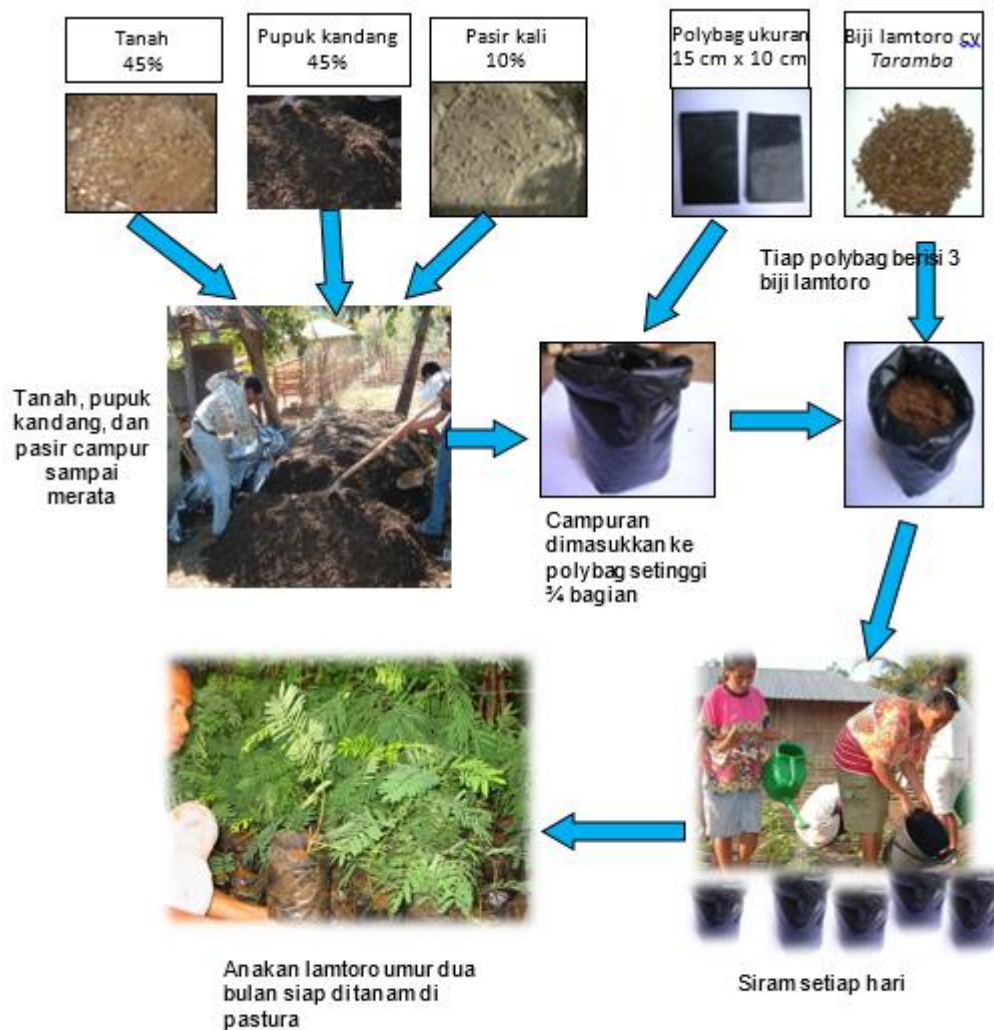 Tanah
45%
Pupuk kandang
45%
Pasir kali
10%
Polybag ukuran
15 cm x 10 cm
Biji lamtoro cv
Taramba
Tiap polybag berisi 3
biji lamtoro
Tanah, pupuk
kandang, dan
pasir campur
sampai
merata
Campuran
dimasukkan ke
polybag setinggi
¾ bagian
Anakan lamtoro umur dua
bulan siap ditanam di
pastura
Siram setiap hari